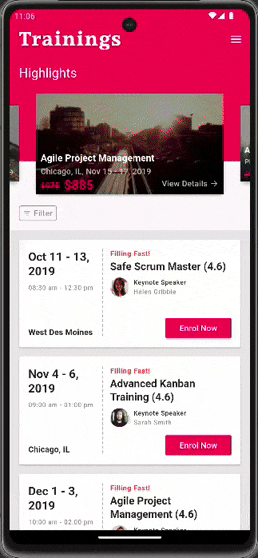 11:06
Trainings
Highlights
Agile Project Management
Chicago, IL, Nov 15 - 17, 2019
$885
View Details →
Filter
Oct 11 - 13,
2019
08:30 am - 12:30 pm
West Des Moines
Filling Fast!
Safe Scrum Master (4.6)
Keynote Speaker
Helen Gribble
Enrol Now
Nov 4 - 6,
2019
09:00 am - 01:00 pm
Chicago, IL
Filling Fast!
Advanced Kanban
Training (4.6)
Keynote Speaker
Sarah Smith
Enrol Now
Dec 1 - 3,
2019
10:00 am - 02:00 pm
Filling Fast!
Agile Project
Management (4.6)
Keynote Speaker